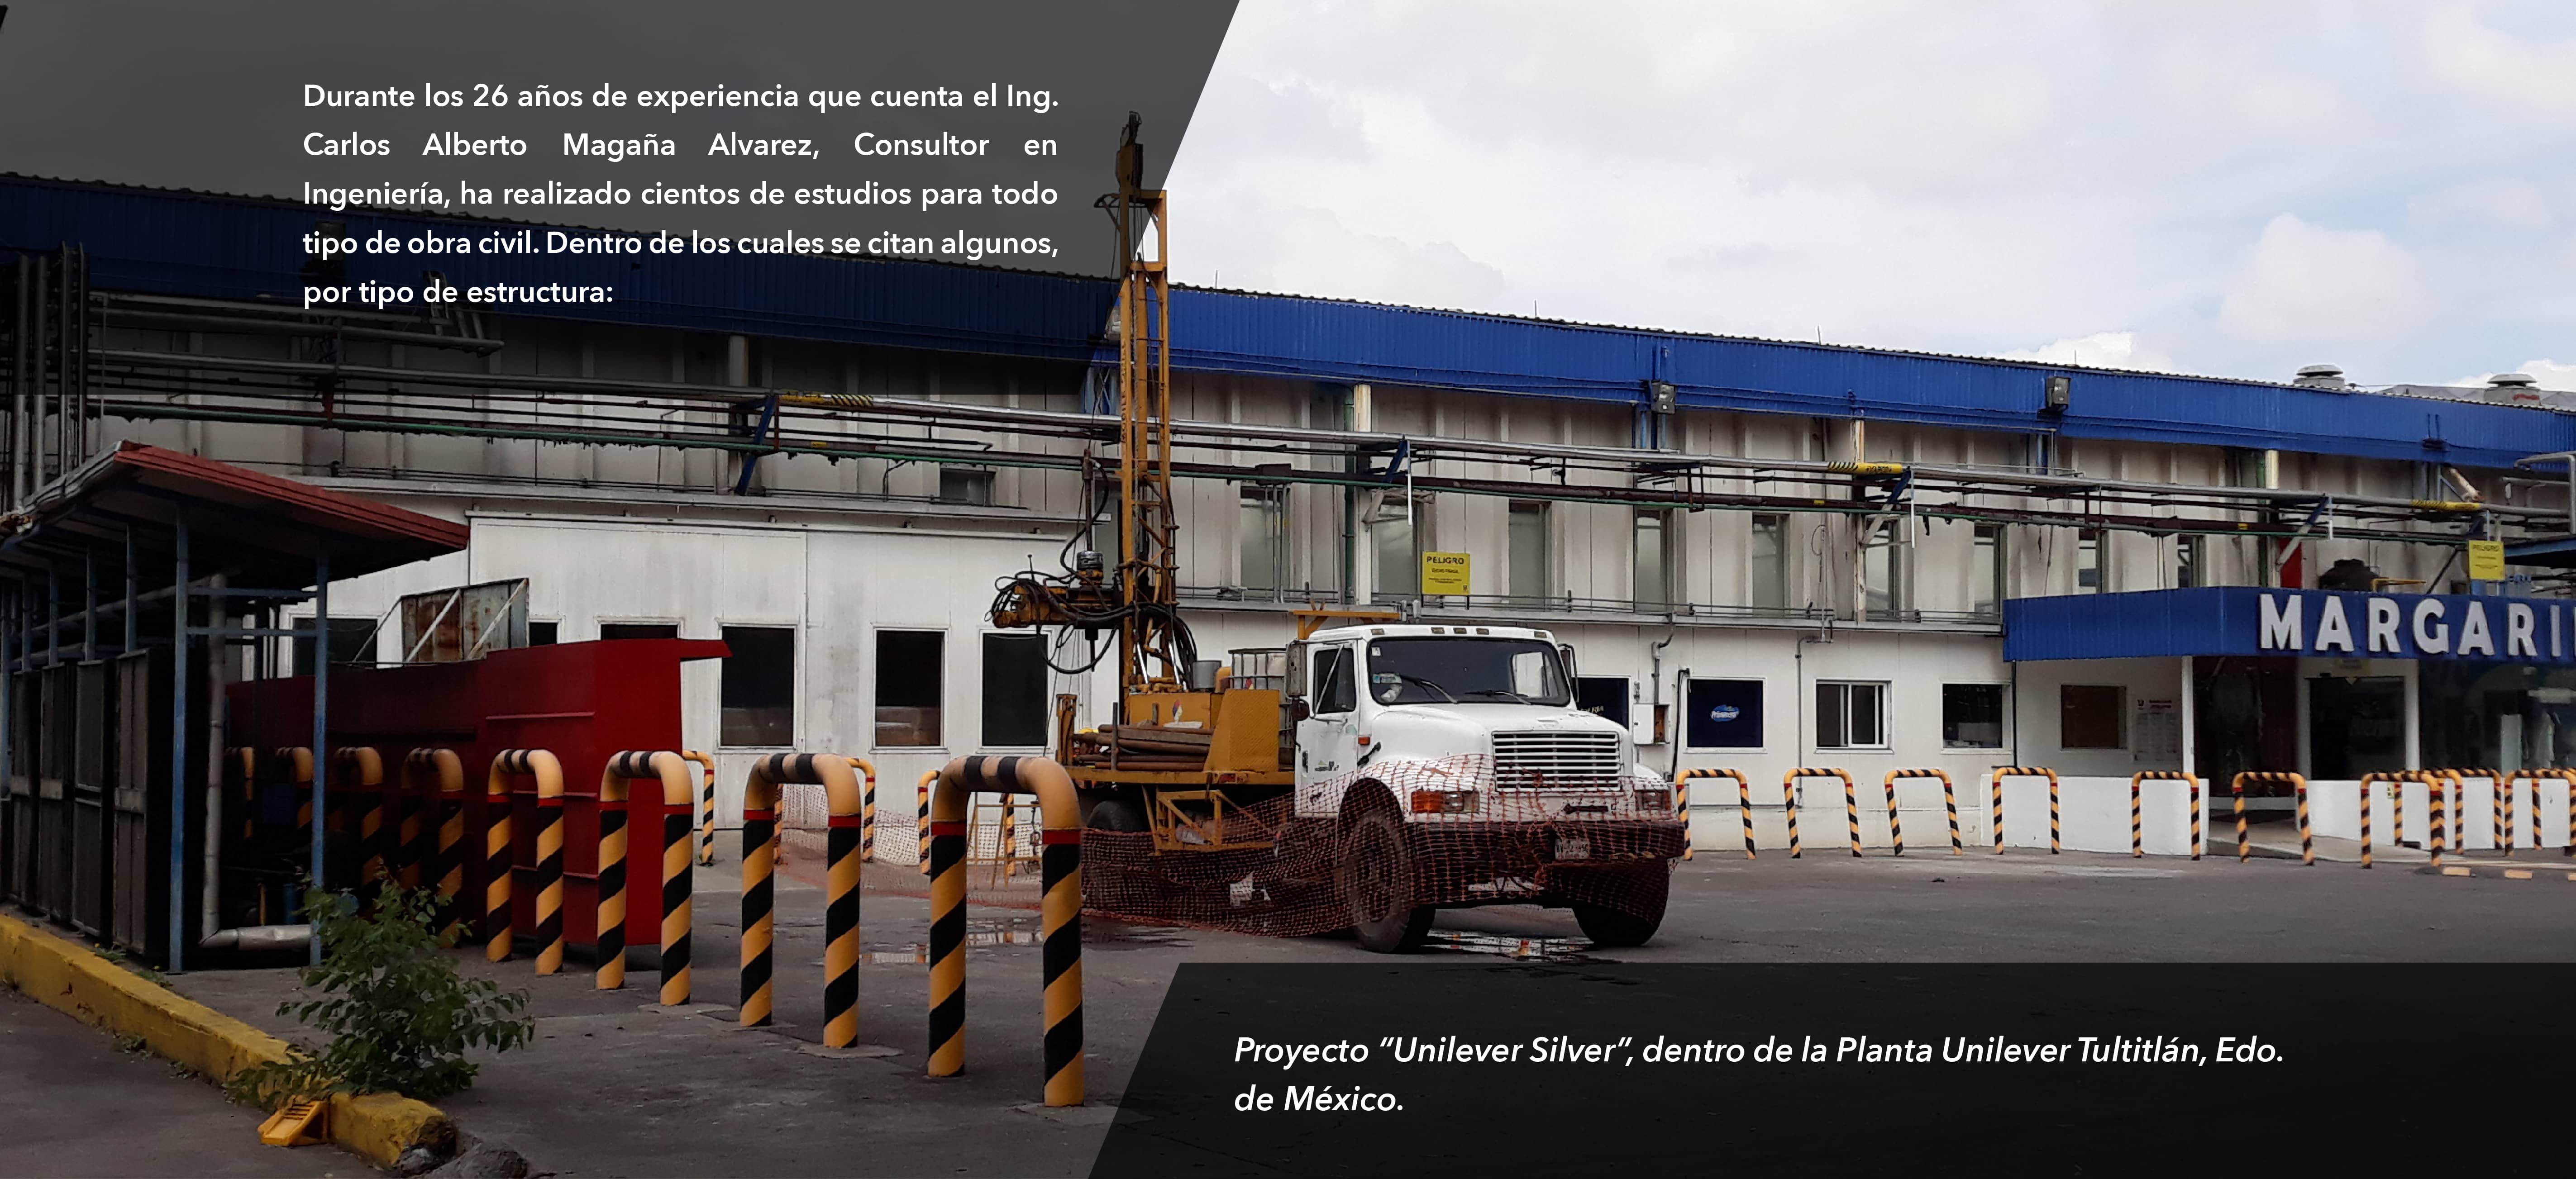 Durante los 26 años de experiencia que cuenta el Ing.
Carlos Alberto Magaña Alvarez, Consultor en
Ingeniería, ha realizado cientos de estudios para todo
tipo de obra civil. Dentro de los cuales se citan algunos,
por tipo de estructura:
PELIGRO
PELIGRO
MARGARI
Proyecto “Unilever Silver”, dentro de la Planta Unilever Tultitlán, Edo.
de México.